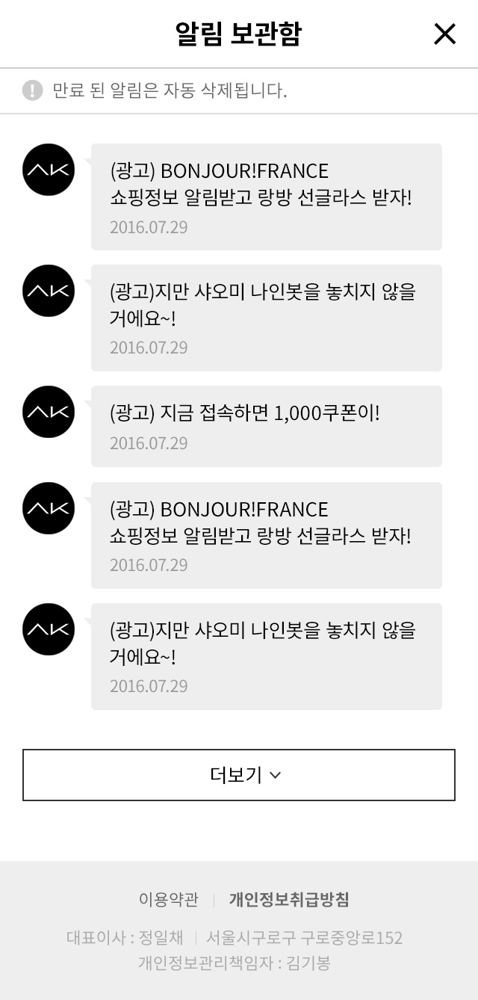 알림 보관함
만료 된 알림은 자동 삭제됩니다.
AK
(광고) BONJOUR!FRANCE
쇼핑정보 알림받고 랑방 선글라스 받자!
2016.07.29
AK
(광고)지만 샤오미 나인봇을 놓치지 않을
거에요~!
2016.07.29
AK
(광고) 지금 접속하면 1,000쿠폰이!
2016.07.29
AK
(광고) BONJOUR!FRANCE
쇼핑정보 알림받고 랑방 선글라스 받자!
2016.07.29
AK
(광고)지만 샤오미 나인봇을 놓치지 않을
거에요~!
2016.07.29
더보기
이용약관 | 개인정보취급방침
대표이사 : 정일채 | 서울시구로구 구로중앙로152
개인정보관리책임자 : 김기봉